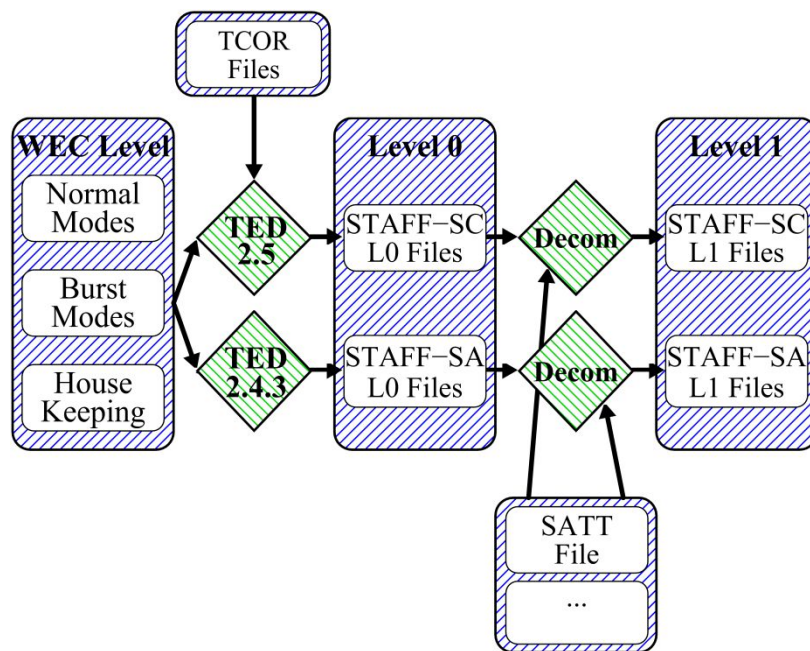 TCOR
Files
WEC Level
Normal
Modes
Burst
Modes
House
Keeping
TED
2.5
TED
2.4.3
Level 0
STAFF−SC
L0 Files
STAFF−SA
L0 Files
Decom
Decom
Level 1
STAFF−SC
L1 Files
STAFF−SA
L1 Files
SATT
File
...